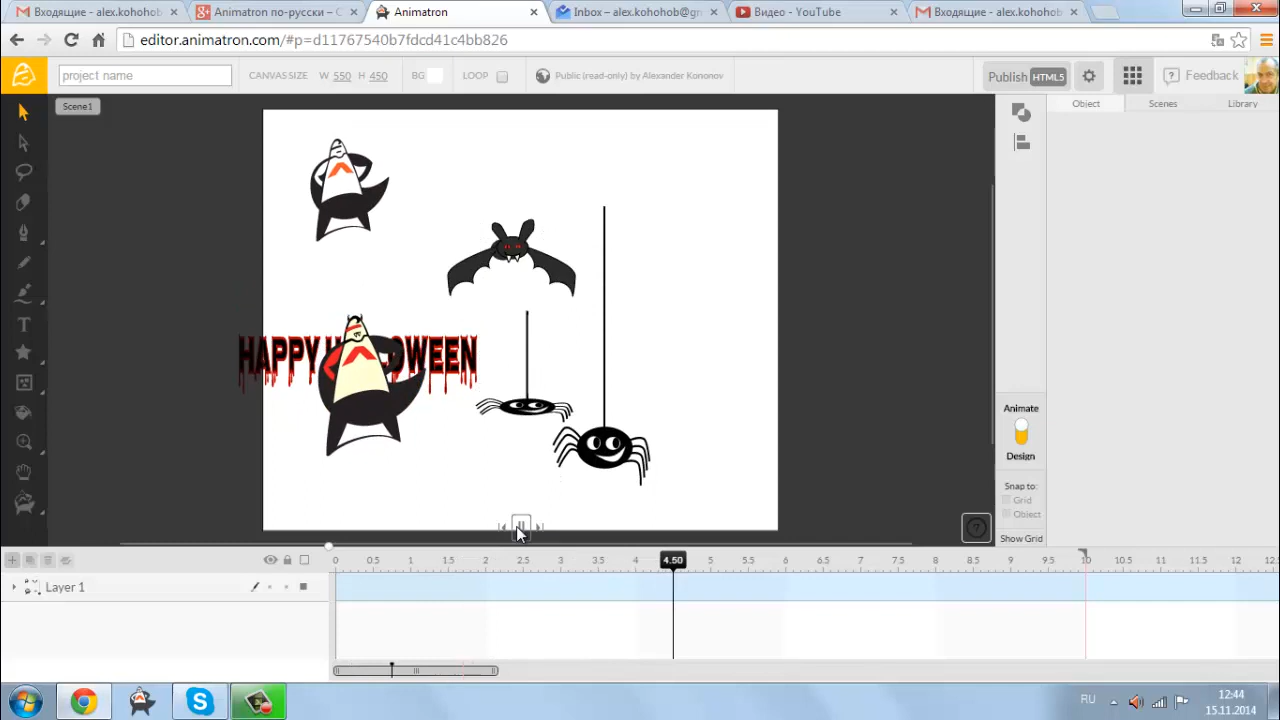 Входящие - alex.kohohob
Animatron по-русски – С
Animatron
Inbox – alex.kohohob@gm
Видео - YouTube
Входящие - alex.kohohob
editor.animatron.com/#p=d11767540b7fdcd41c4bb826
project name
CANVAS SIZE W 550 H 450
BG
LOOP
Public (read-only) by Alexander Kononov
Publish HTML5
Feedback
Scene1
Object
Scenes
Library
HAPPY H
OWEEN
Animate
Design
Snap to:
Grid
Object
Show Grid
0 0.5 1 1.5 2 2.5 3 3.5 4 4.50 5 5.5 6 6.5 7 7.5 8 8.5 9 9.5 10 10.5 11 11.5 12 12.5
Layer 1
RU
12:44
15.11.2014